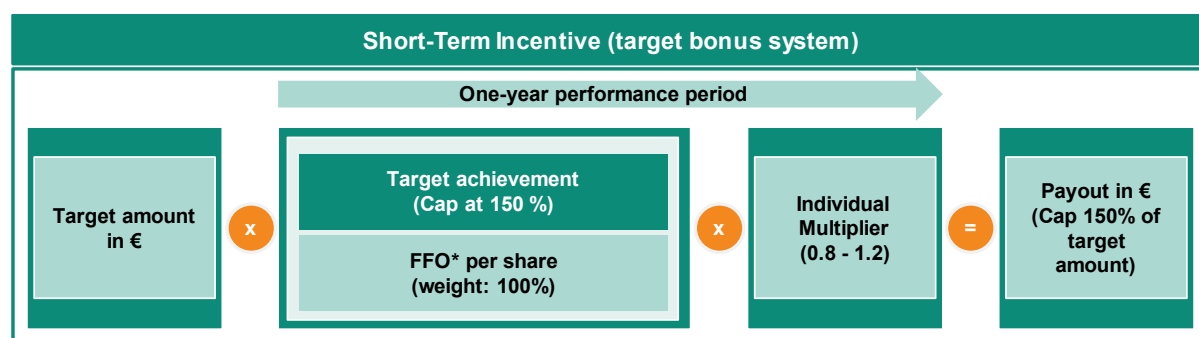 Short-Term Incentive (target bonus system)
One-year performance period
Target amount
in €
x
Target achievement
(Cap at 150 %)
FFO* per share
(weight: 100%)
x
Individual
Multiplier
(0.8 - 1.2)
=
Payout in €
(Cap 150% of
target
amount)